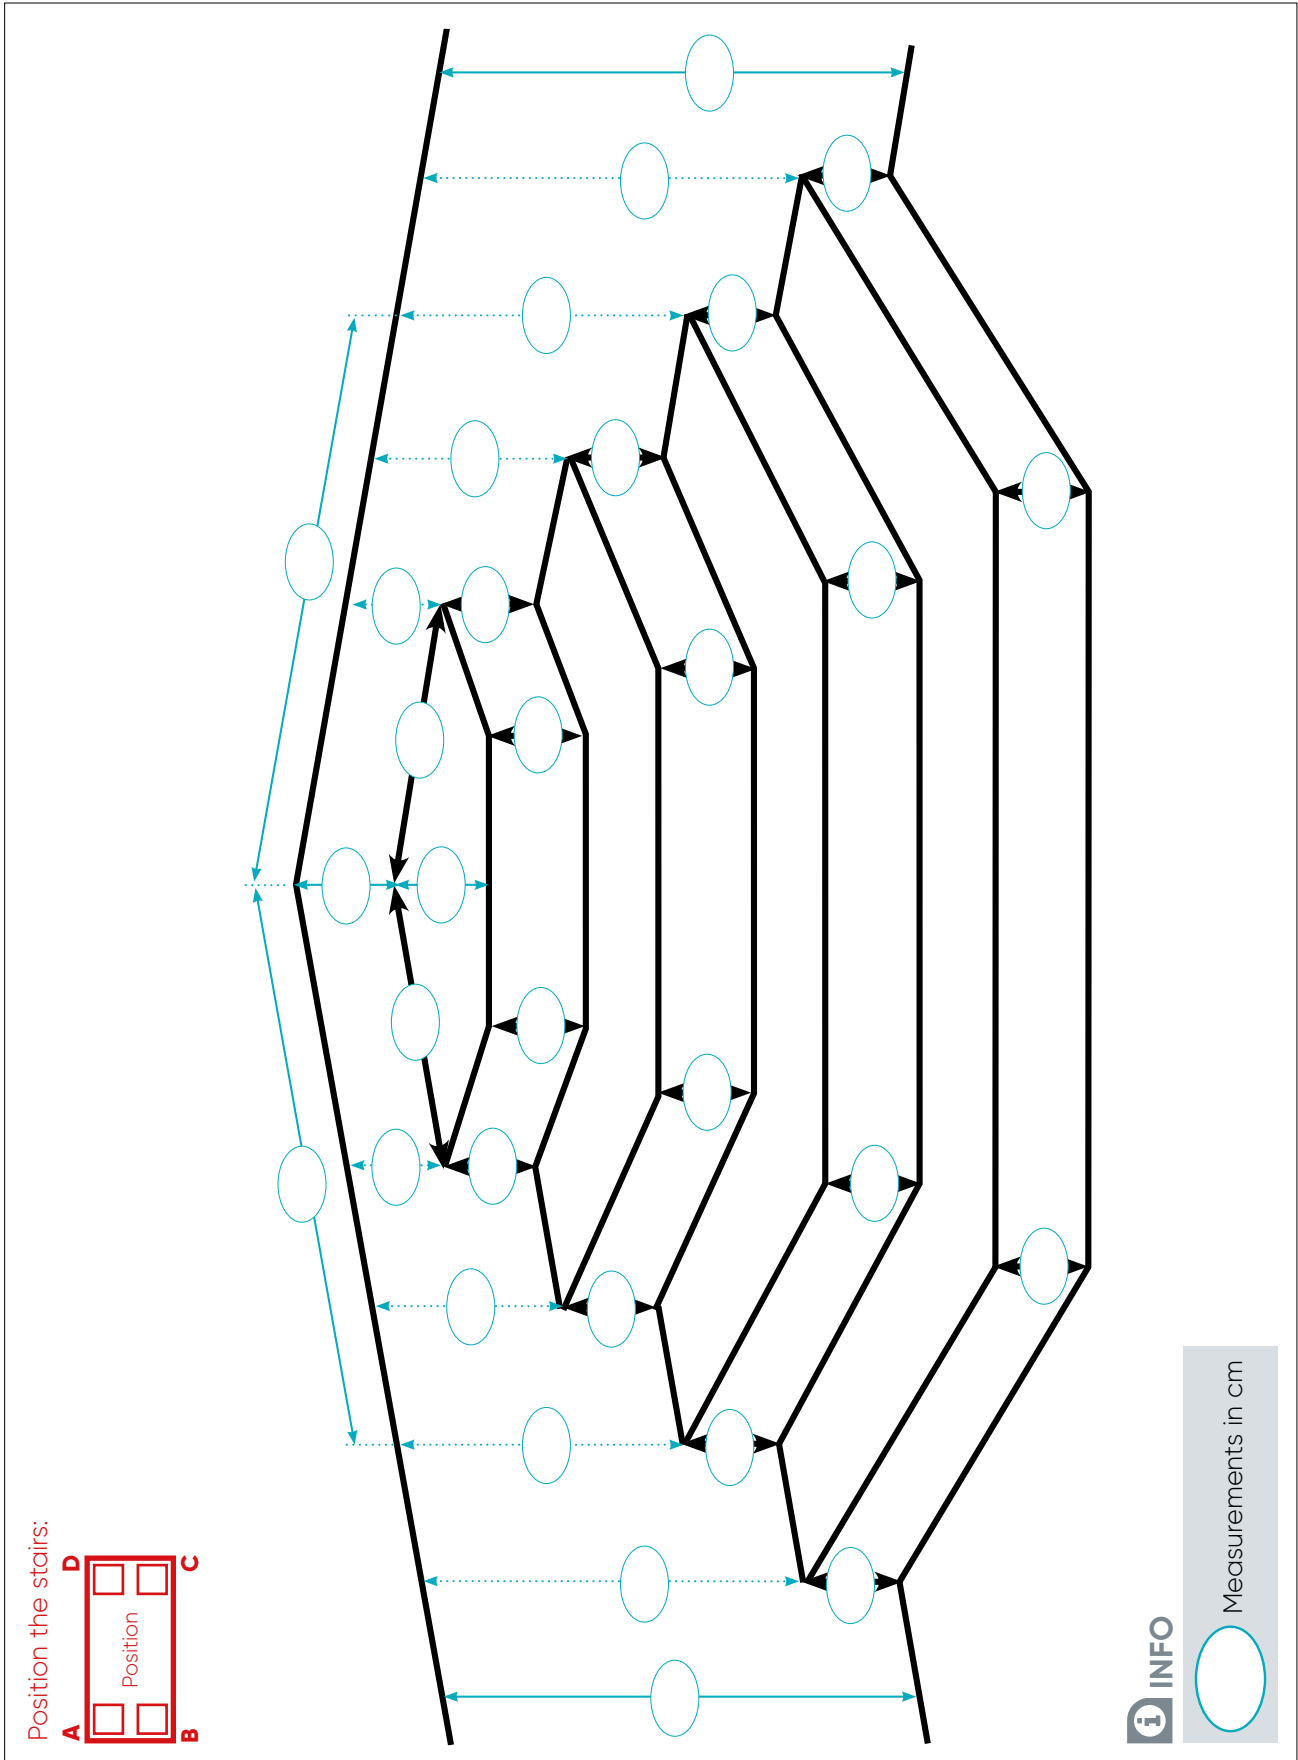 Position the stairs:
A
D
Position
B
C
i INFO
Measurements in cm